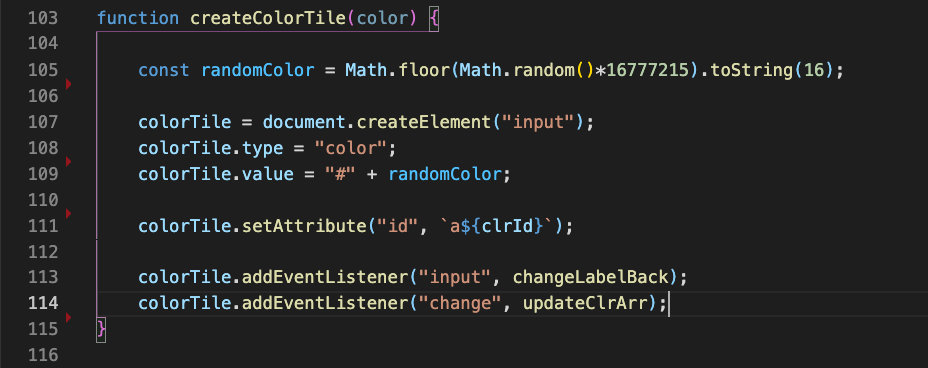 103 function createColorTile(color) {
104
105 const randomColor = Math.floor(Math.random()*16777215).toString(16);
106
107 colorTile = document.createElement("input");
108 colorTile.type = "color";
109 colorTile.value = "#" + randomColor;
110
111 colorTile.setAttribute("id", `a${clrId}`);
112
113 colorTile.addEventListener("input", changeLabelBack);
114 colorTile.addEventListener("change", updateClrArr);
115 }
116